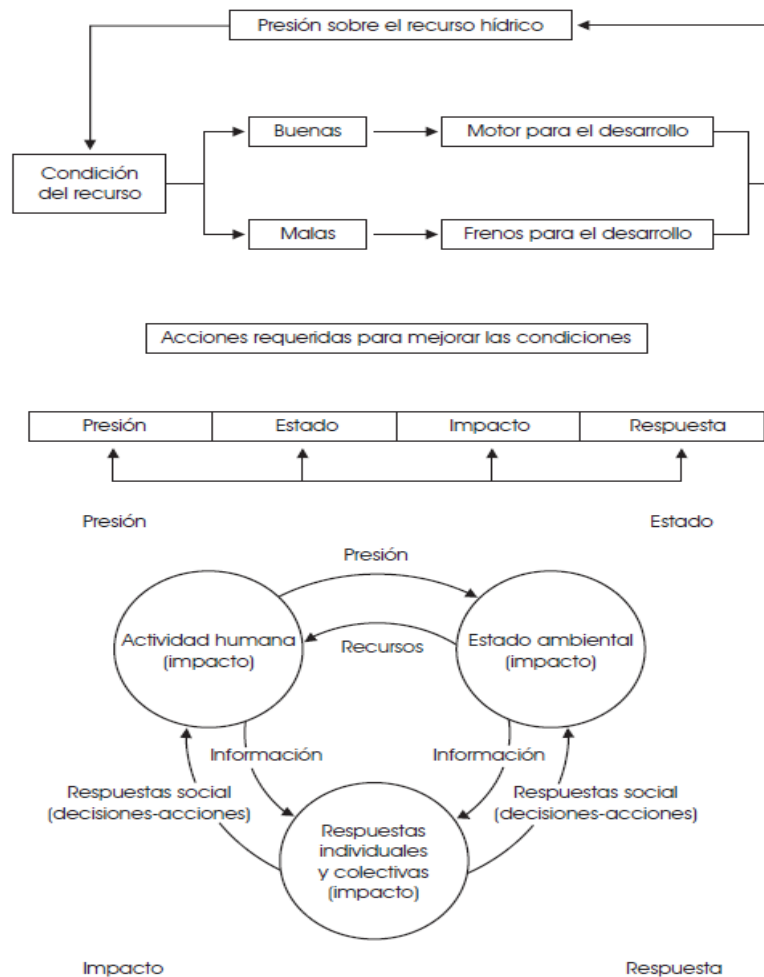 Presión sobre el recurso hídrico
Buenas
Motor para el desarrollo
Condición
del recurso
Malas
Frenos para el desarrollo
Acciones requeridas para mejorar las condiciones
Presión
Estado
Impacto
Respuesta
Presión
Estado
Presión
Actividad humana
(impacto)
Recursos
Estado ambiental
(impacto)
Información
Información
Respuestas social
(decisiones-acciones)
Respuestas social
(decisiones-acciones)
Respuestas
individuales
y colectivas
(impacto)
Impacto
Respuesta